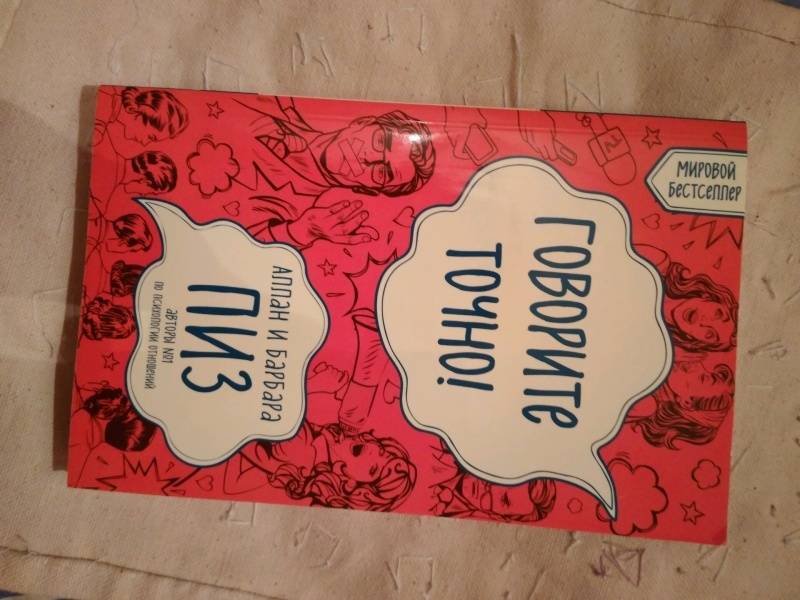 МИРОВОЙ
БЕСТСЕЛЛЕР
ГОВОРИТЕ
ТОЧНО!
АЛЛАН И БАРБАРА
ПИЗ
АВТОРЫ №1
ПО ПСИХОЛОГИИ ОТНОШЕНИЙ